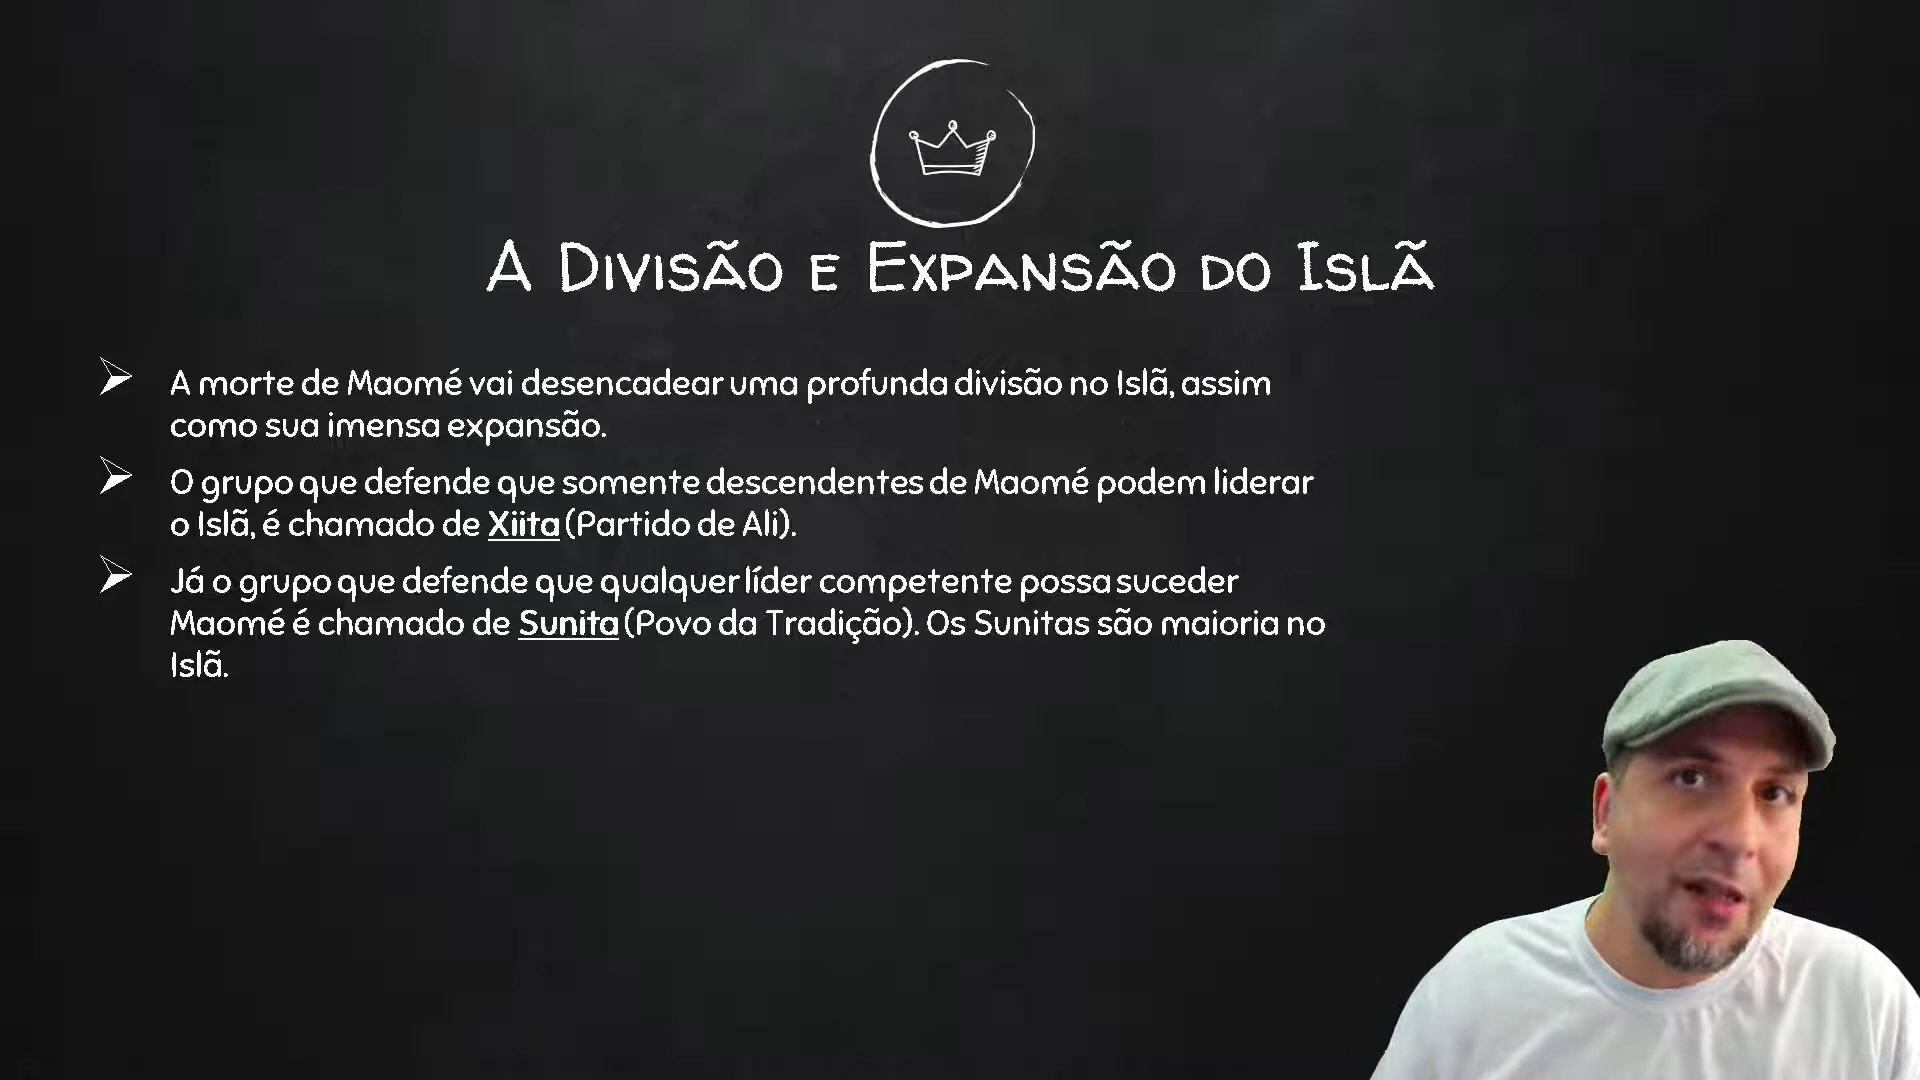 A Divisão e Expansão do Islã
A morte de Maomé vai desencadear uma profunda divisão no Islã, assim
como sua imensa expansão.
O grupo que defende que somente descendentes de Maomé podem liderar
o Islã, é chamado de Xiita (Partido de Ali).
Já o grupo que defende que qualquer líder competente possa suceder
Maomé é chamado de Sunita (Povo da Tradição). Os Sunitas são maioria no
Islã.